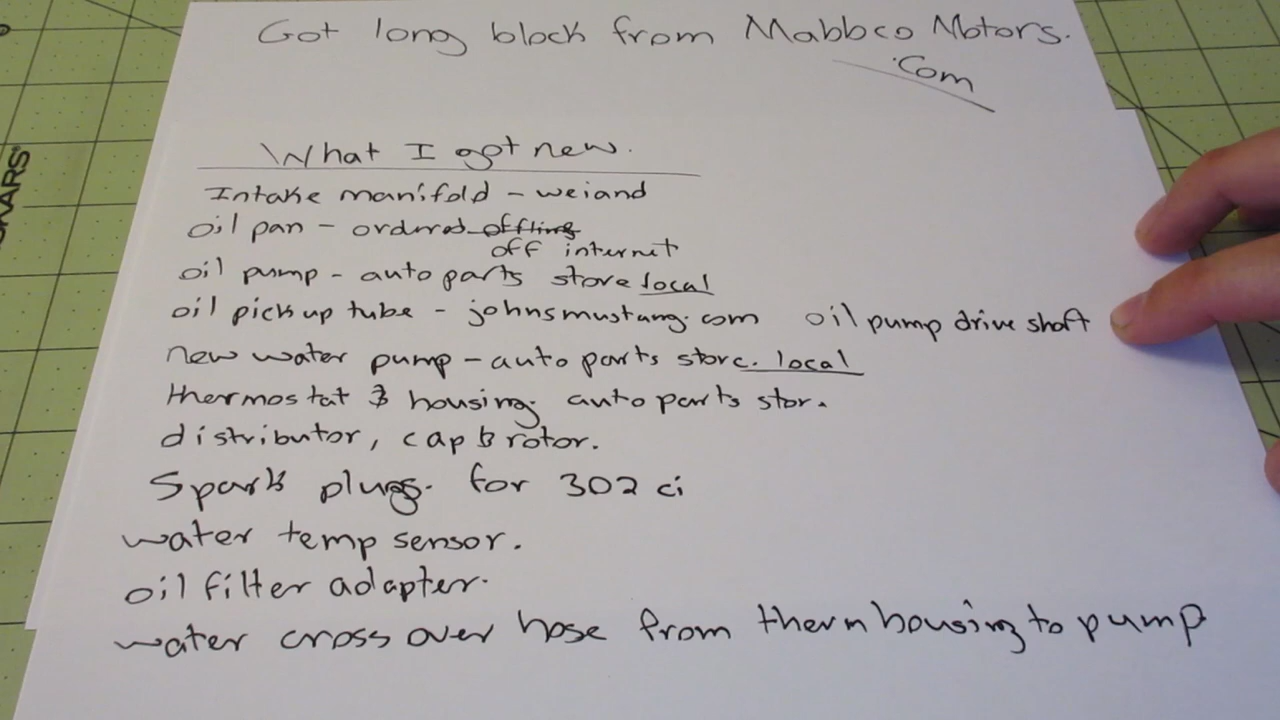 Got long block from Mabbco Motors.
.Com
What I got new.
Intake manifold - weiand
oil pan - ordered offline
off internet
oil pump - auto parts store local
oil pick up tube - johnsmustang.com oil pump drive shaft
new water pump - auto parts store. local
thermostat & housing. auto parts stor.
distributor, cap & rotor.
Spark plugs. for 302 ci
water temp sensor.
oil filter adapter.
water cross over hose from therm housing to pump
KARS